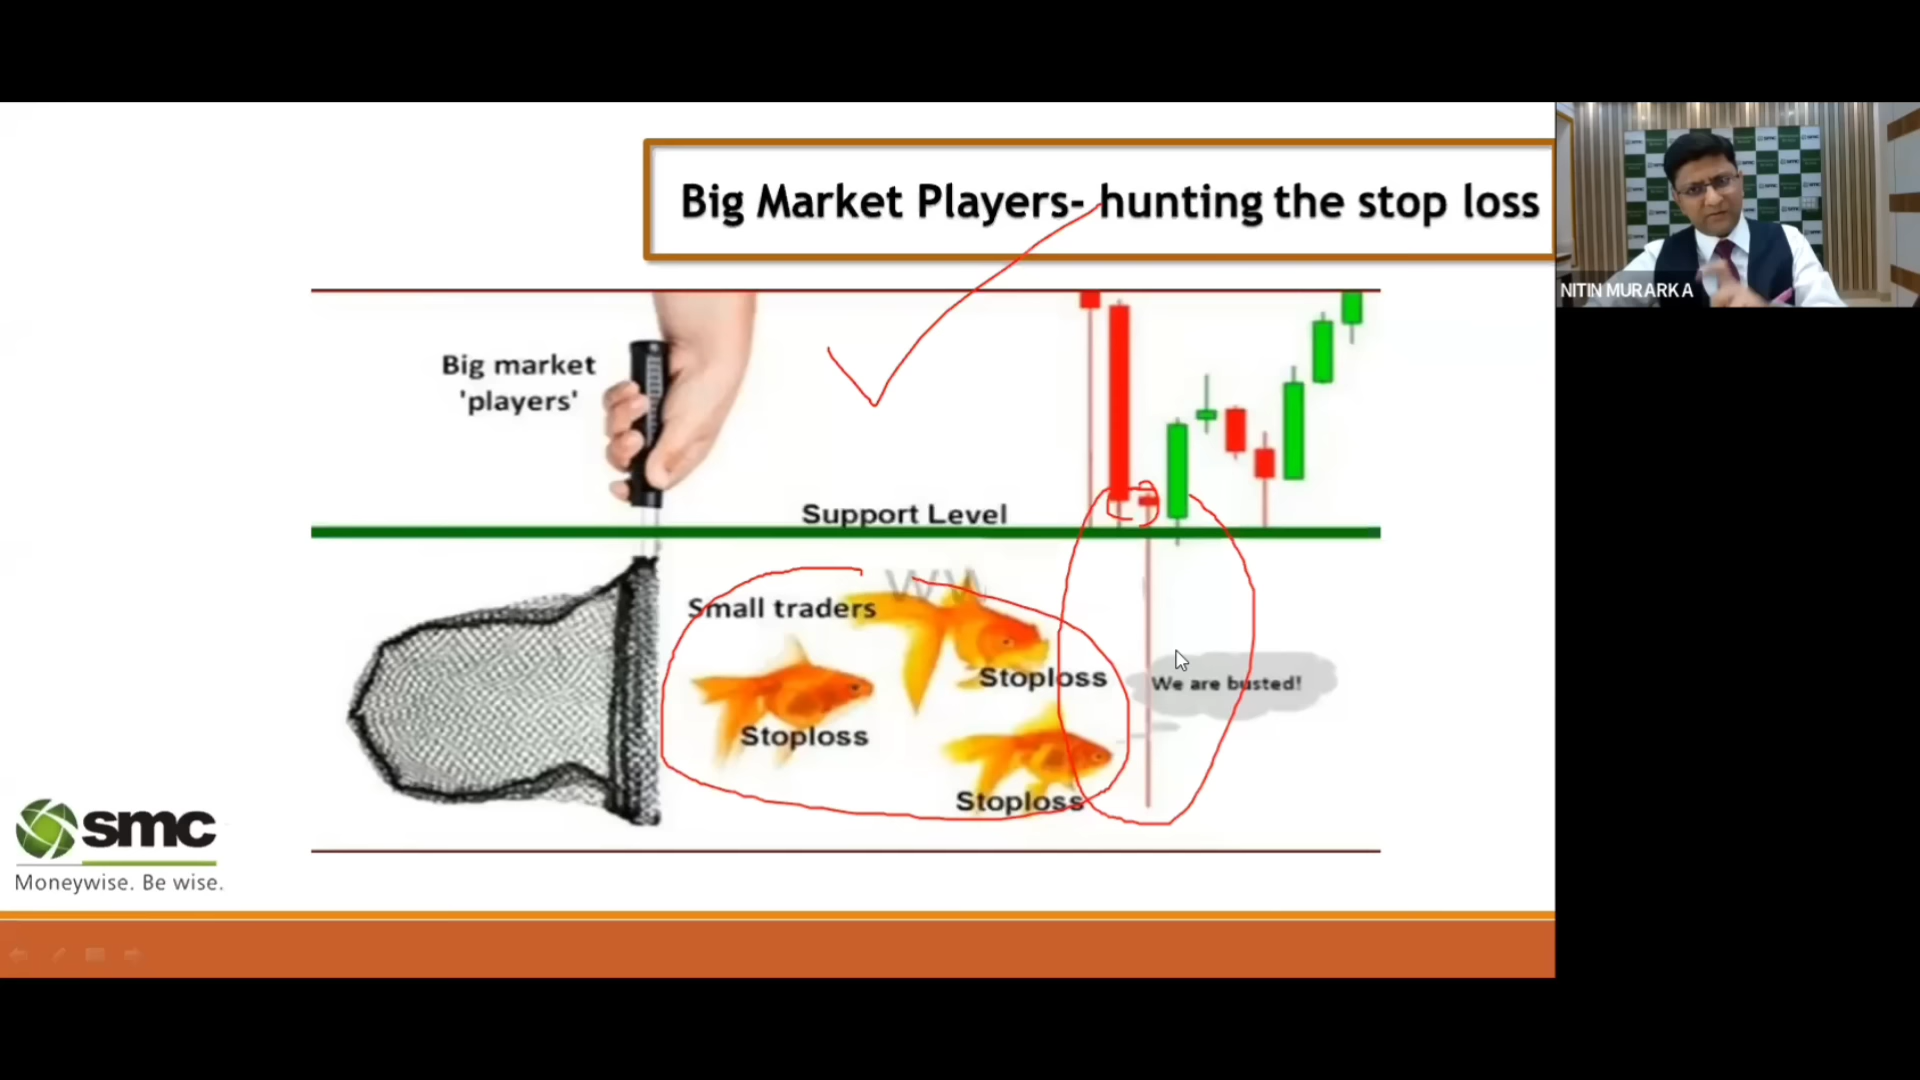 Big Market Players- hunting the stop loss
NITIN MURARKA
Big market
'players'
Support Level
WW
Small traders
Stoploss
We are busted!
Stoploss
Stoploss
smc
Moneywise. Be wise.